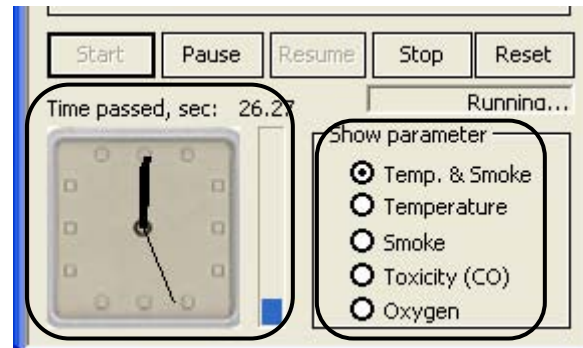 Start Pause Resume Stop Reset
Time passed, sec: 26.27
Running...
Show parameter
Temp. & Smoke
Temperature
Smoke
Toxicity (CO)
Oxygen